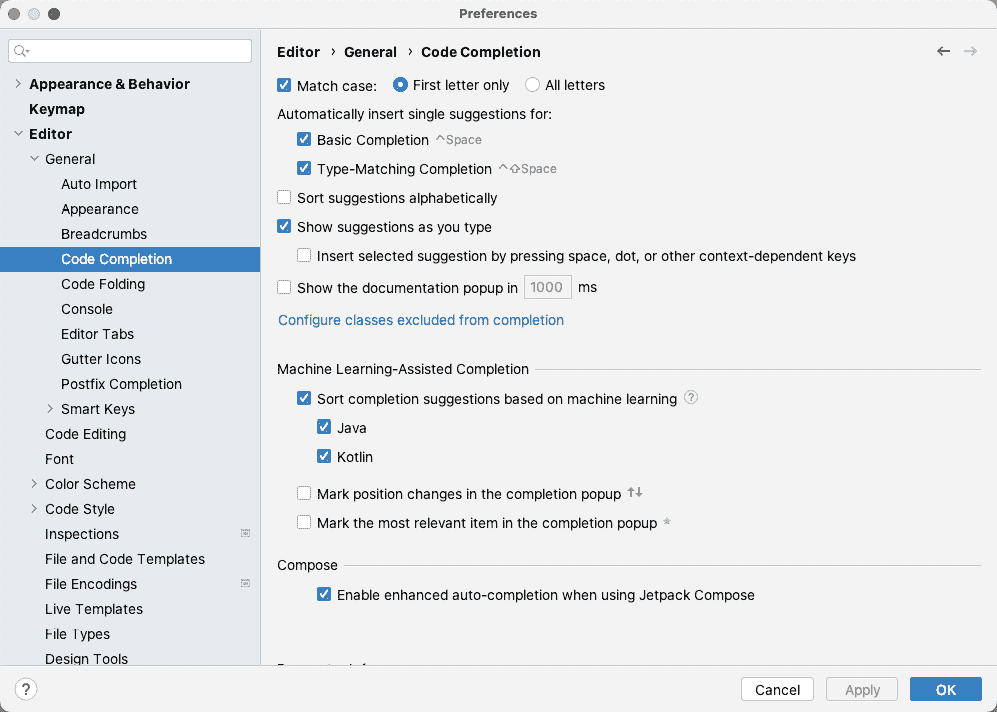 Preferences
Appearance & Behavior
Keymap
Editor
General
Auto Import
Appearance
Breadcrumbs
Code Completion
Code Folding
Console
Editor Tabs
Gutter Icons
Postfix Completion
Smart Keys
Code Editing
Font
Color Scheme
Code Style
Inspections
File and Code Templates
File Encodings
Live Templates
File Types
Design Tools
Editor › General › Code Completion
Match case: First letter only All letters
Automatically insert single suggestions for:
Basic Completion ^Space
Type-Matching Completion ^⇧Space
Sort suggestions alphabetically
Show suggestions as you type
Insert selected suggestion by pressing space, dot, or other context-dependent keys
Show the documentation popup in 1000 ms
Configure classes excluded from completion
Machine Learning-Assisted Completion
Sort completion suggestions based on machine learning ?
Java
Kotlin
Mark position changes in the completion popup ↑↓
Mark the most relevant item in the completion popup ★
Compose
Enable enhanced auto-completion when using Jetpack Compose
? Cancel Apply OK